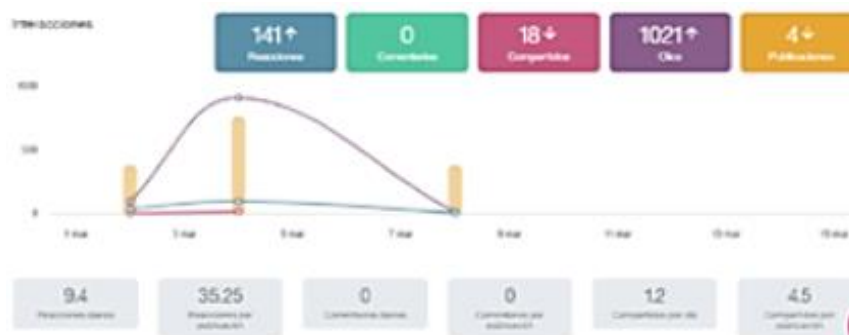 Interacciones
141↑
Reacciones
0
Comentarios
18↓
Compartidos
1021↑
Clics
4↓
Publicaciones
1000
500
0
1 mar
3 mar
5 mar
7 mar
9 mar
11 mar
13 mar
15 mar
9.4
Reacciones diarias
35.25
Reacciones por
publicación
0
Comentarios diarios
0
Comentarios por
publicación
1.2
Compartidos por día
4.5
Compartidos por
publicación